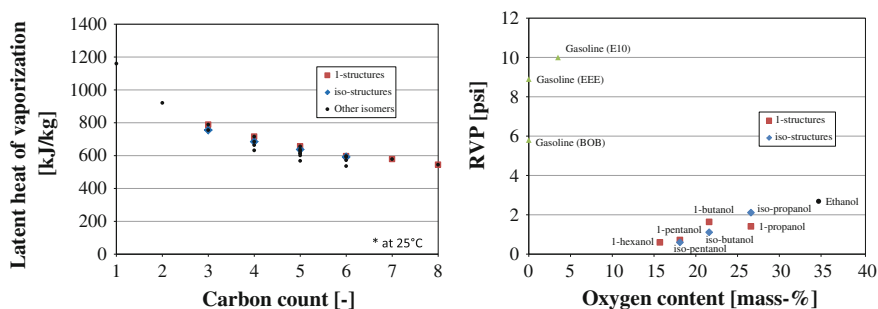 Latent heat of vaporization
[kJ/kg]
1400
1200
1000
800
600
400
200
0
1-structures
iso-structures
Other isomers
* at 25°C
1 2 3 4 5 6 7 8
Carbon count [-]
RVP [psi]
12
10
8
6
4
2
0
Gasoline (E10)
Gasoline (EEE)
Gasoline (BOB)
1-structures
iso-structures
1-butanol
iso-propanol
Ethanol
1-pentanol
1-propanol
1-hexanol
iso-butanol
iso-pentanol
0 5 10 15 20 25 30 35 40
Oxygen content [mass-%]